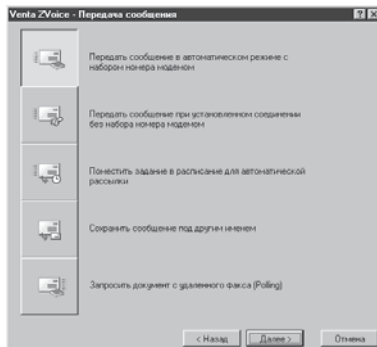 Venta ZVoice - Передача сообщения
Передать сообщение в автоматическом режиме с
набором номера модемом
Передать сообщение при установленном соединении
без набора номера модемом
Поместить задание в расписание для автоматической
рассылки
Сохранить сообщение под другим именем
Запросить документ с удаленного факса (Polling)
< Назад
Далее >
Отмена